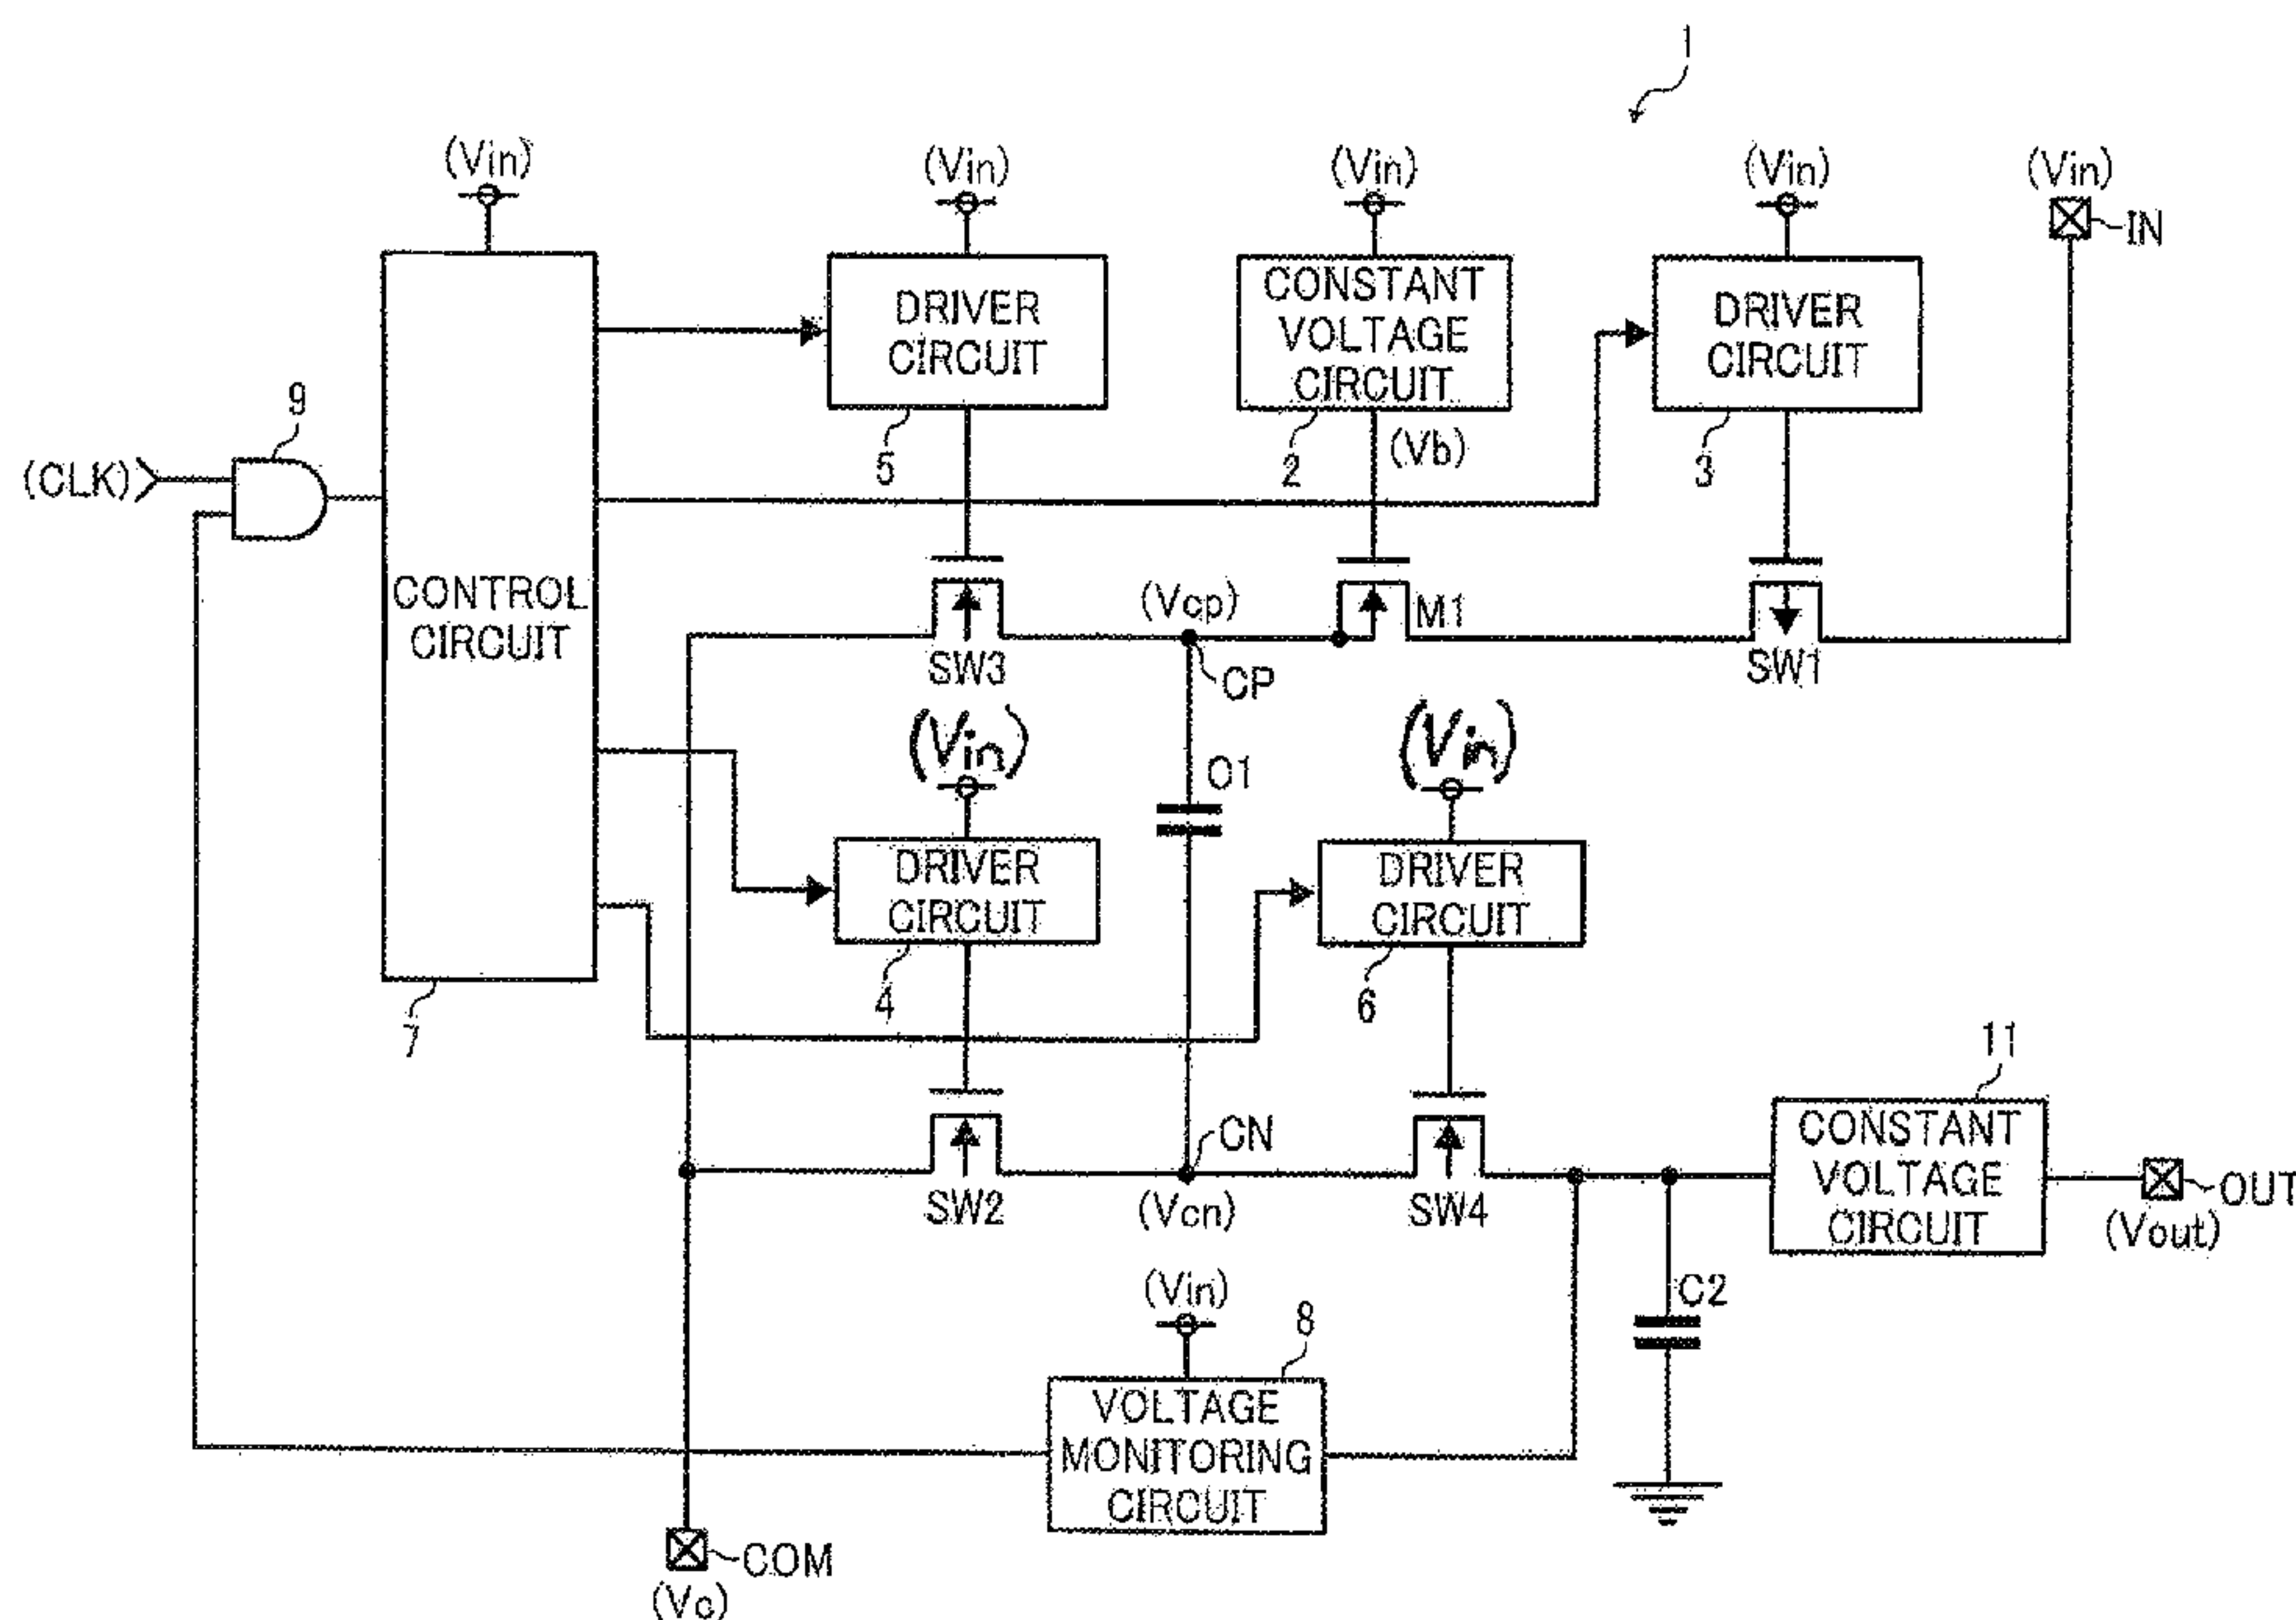 1
(Vin)
(Vin)
(Vin)
(Vin)
(Vin)
IN
DRIVER
CIRCUIT
CONSTANT
VOLTAGE
CIRCUIT
DRIVER
CIRCUIT
9
5
2
(Vb)
3
(CLK)
CONTROL
CIRCUIT
(Vcp)
M1
SW3
CP
SW1
(Vin)
(Vin)
C1
DRIVER
CIRCUIT
DRIVER
CIRCUIT
4
6
7
11
CN
CONSTANT
VOLTAGE
CIRCUIT
SW2
(Vcn)
SW4
OUT
(Vout)
(Vin)
8
C2
VOLTAGE
MONITORING
CIRCUIT
COM
(Vc)